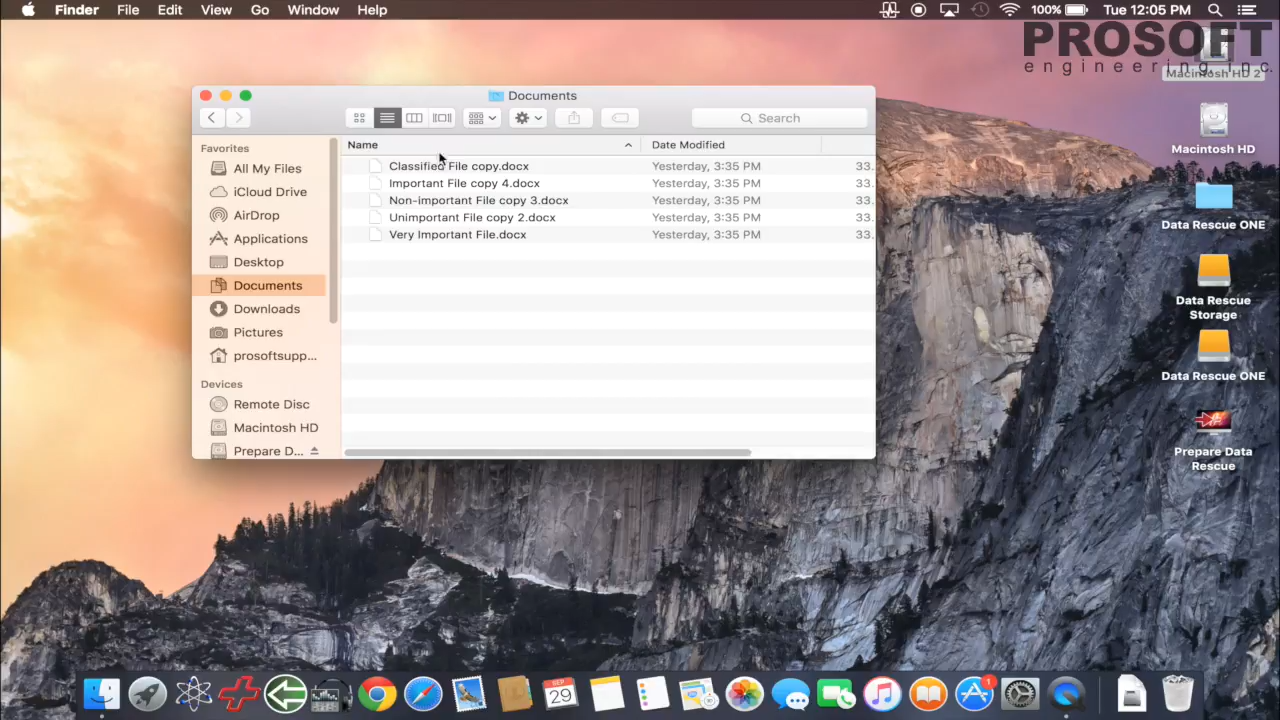 Finder File Edit View Go Window Help
100% Tue 12:05 PM
PROSOFT
engineering, inc.
Macintosh HD 2
Documents
Search
Favorites
All My Files
iCloud Drive
AirDrop
Applications
Desktop
Documents
Downloads
Pictures
prosoftsupp...
Devices
Remote Disc
Macintosh HD
Prepare D...
Name Date Modified
Classified File copy.docx Yesterday, 3:35 PM 33.
Important File copy 4.docx Yesterday, 3:35 PM 33.
Non-important File copy 3.docx Yesterday, 3:35 PM 33.
Unimportant File copy 2.docx Yesterday, 3:35 PM 33.
Very Important File.docx Yesterday, 3:35 PM 33.
Macintosh HD
Data Rescue ONE
Data Rescue
Storage
Data Rescue ONE
Prepare Data
Rescue
SEP
29
1